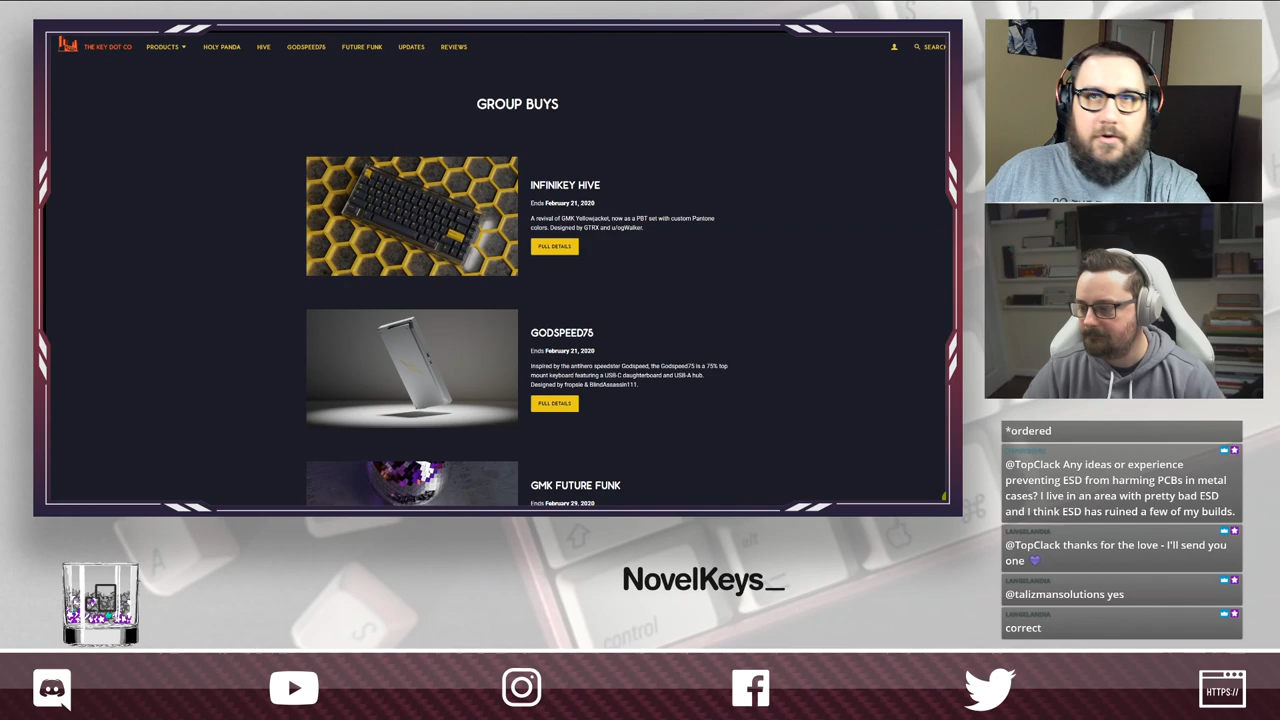 THE KEY DOT CO
PRODUCTS
HOLY PANDA
HIVE
GODSPEED75
FUTURE FUNK
UPDATES
REVIEWS
SEARCH
GROUP BUYS
INFINIKEY HIVE
Ends February 21, 2020
A revival of GMK Yellowjacket, now as a PBT set with custom Pantone
colors. Designed by GTRX and u/ogWalker.
FULL DETAILS
GODSPEED75
Ends February 21, 2020
Inspired by the antihero speedster Godspeed, the Godspeed75 is a 75% top
mount keyboard featuring a USB-C daughterboard and USB-A hub.
Designed by fropsie & BlindAssassin111.
FULL DETAILS
GMK FUTURE FUNK
Ends February 29, 2020
*ordered
@TopClack Any ideas or experience
preventing ESD from harming PCBs in metal
cases? I live in an area with pretty bad ESD
and I think ESD has ruined a few of my builds.
@TopClack thanks for the love - I'll send you
one 💜
@talizmansolutions yes
correct
NovelKeys_
A
alt
S
control
HTTPS://